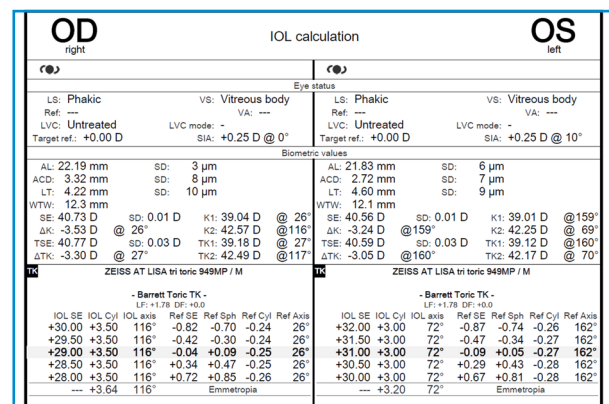 OD
right
IOL calculation
OS
left
Eye status
LS: Phakic VS: Vitreous body
Ref: --- VA: ---
LVC: Untreated LVC mode: -
Target ref.: +0.00 D SIA: +0.25 D @ 0°
LS: Phakic VS: Vitreous body
Ref: --- VA: ---
LVC: Untreated LVC mode: -
Target ref.: +0.00 D SIA: +0.25 D @ 10°
Biometric values
AL: 22.19 mm SD: 3 µm
ACD: 3.32 mm SD: 8 µm
LT: 4.22 mm SD: 10 µm
WTW: 12.3 mm
SE: 40.73 D SD: 0.01 D K1: 39.04 D @ 26°
ΔK: -3.53 D @ 26° K2: 42.57 D @116°
TSE: 40.77 D SD: 0.03 D TK1: 39.18 D @ 27°
ΔTK: -3.30 D @ 27° TK2: 42.49 D @117°
AL: 21.83 mm SD: 6 µm
ACD: 2.72 mm SD: 7 µm
LT: 4.60 mm SD: 9 µm
WTW: 12.1 mm
SE: 40.56 D SD: 0.01 D K1: 39.01 D @159°
ΔK: -3.24 D @159° K2: 42.25 D @ 69°
TSE: 40.59 D SD: 0.03 D TK1: 39.12 D @160°
ΔTK: -3.05 D @160° TK2: 42.17 D @ 70°
TK ZEISS AT LISA tri toric 949MP / M
- Barrett Toric TK -
LF: +1.78 DF: +0.0
IOL SE IOL Cyl IOL axis Ref SE Ref Sph Ref Cyl Ref Axis
+30.00 +3.50 116° -0.82 -0.70 -0.24 26°
+29.50 +3.50 116° -0.42 -0.30 -0.24 26°
+29.00 +3.50 116° -0.04 +0.09 -0.25 26°
+28.50 +3.50 116° +0.34 +0.47 -0.25 26°
+28.00 +3.50 116° +0.72 +0.85 -0.26 26°
--- +3.64 116° Emmetropia
TK ZEISS AT LISA tri toric 949MP / M
- Barrett Toric TK -
LF: +1.78 DF: +0.0
IOL SE IOL Cyl IOL axis Ref SE Ref Sph Ref Cyl Ref Axis
+32.00 +3.00 72° -0.87 -0.74 -0.26 162°
+31.50 +3.00 72° -0.47 -0.34 -0.27 162°
+31.00 +3.00 72° -0.09 +0.05 -0.27 162°
+30.50 +3.00 72° +0.29 +0.43 -0.28 162°
+30.00 +3.00 72° +0.67 +0.81 -0.28 162°
--- +3.20 72° Emmetropia